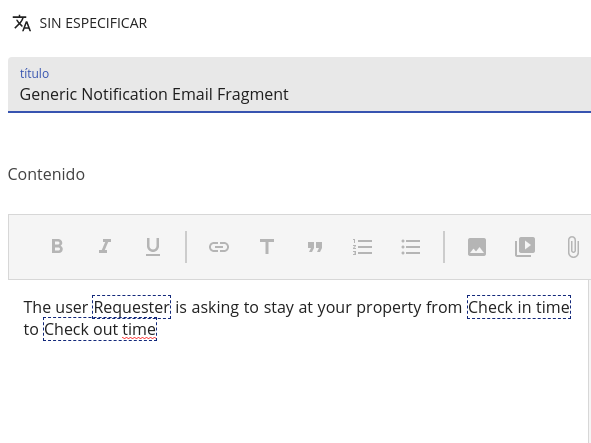 SIN ESPECIFICAR
título
Generic Notification Email Fragment
Contenido
The user Requester is asking to stay at your property from Check in time
to Check out time